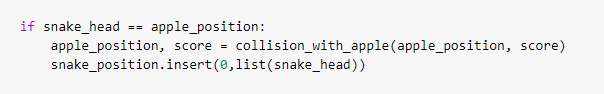 if snake_head == apple_position:
    apple_position, score = collision_with_apple(apple_position, score)
    snake_position.insert(0,list(snake_head))